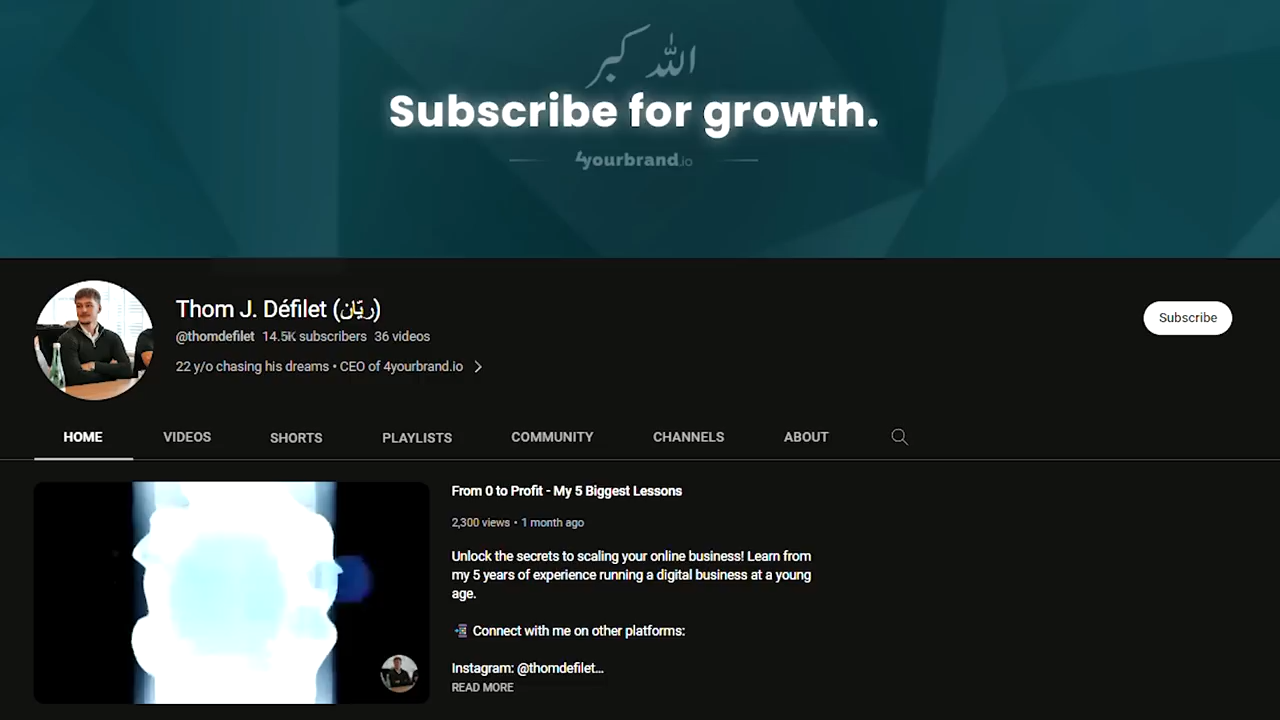 الله كبر
Subscribe for growth.
4yourbrand.io
Thom J. Défilet (ريّان)
@thomdefilet 14.5K subscribers 36 videos
22 y/o chasing his dreams • CEO of 4yourbrand.io
Subscribe
HOME VIDEOS SHORTS PLAYLISTS COMMUNITY CHANNELS ABOUT
From 0 to Profit - My 5 Biggest Lessons
2,300 views • 1 month ago
Unlock the secrets to scaling your online business! Learn from
my 5 years of experience running a digital business at a young
age.
📲 Connect with me on other platforms:
Instagram: @thomdefilet...
READ MORE